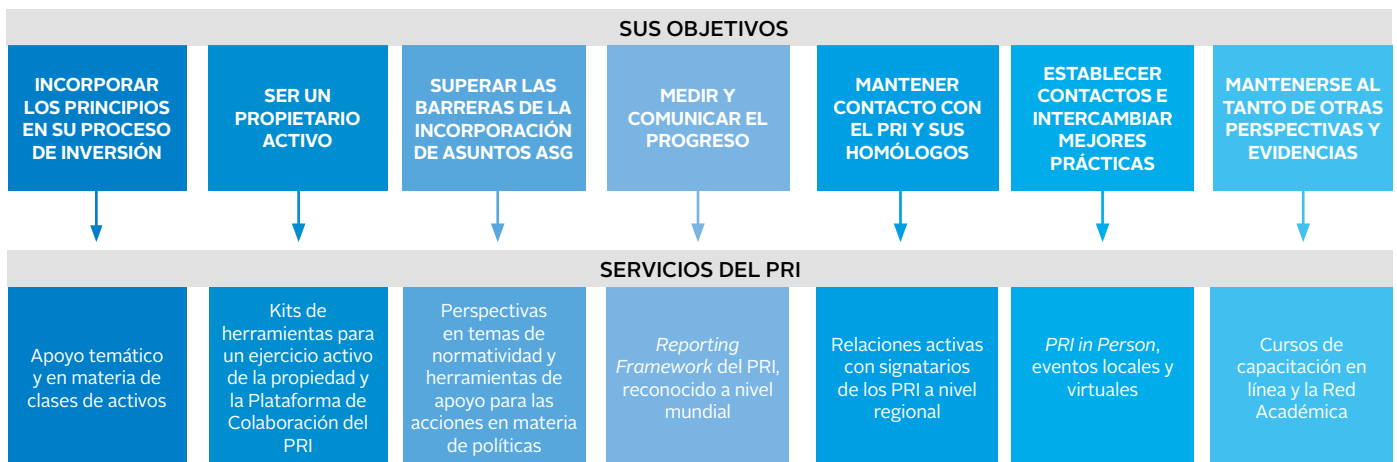 SUS OBJETIVOS
INCORPORAR
LOS PRINCIPIOS
EN SU PROCESO
DE INVERSIÓN
SER UN
PROPIETARIO
ACTIVO
SUPERAR LAS
BARRERAS DE LA
INCORPORACIÓN
DE ASUNTOS ASG
MEDIR Y
COMUNICAR EL
PROGRESO
MANTENER
CONTACTO CON
EL PRI Y SUS
HOMÓLOGOS
ESTABLECER
CONTACTOS E
INTERCAMBIAR
MEJORES
PRÁCTICAS
MANTENERSE AL
TANTO DE OTRAS
PERSPECTIVAS Y
EVIDENCIAS
SERVICIOS DEL PRI
Apoyo temático
y en materia de
clases de activos
Kits de
herramientas para
un ejercicio activo
de la propiedad y
la Plataforma de
Colaboración del
PRI
Perspectivas
en temas de
normatividad y
herramientas de
apoyo para las
acciones en materia
de políticas
Reporting
Framework del PRI,
reconocido a nivel
mundial
Relaciones activas
con signatarios
de los PRI a nivel
regional
PRI in Person,
eventos locales y
virtuales
Cursos de
capacitación en
línea y la Red
Académica